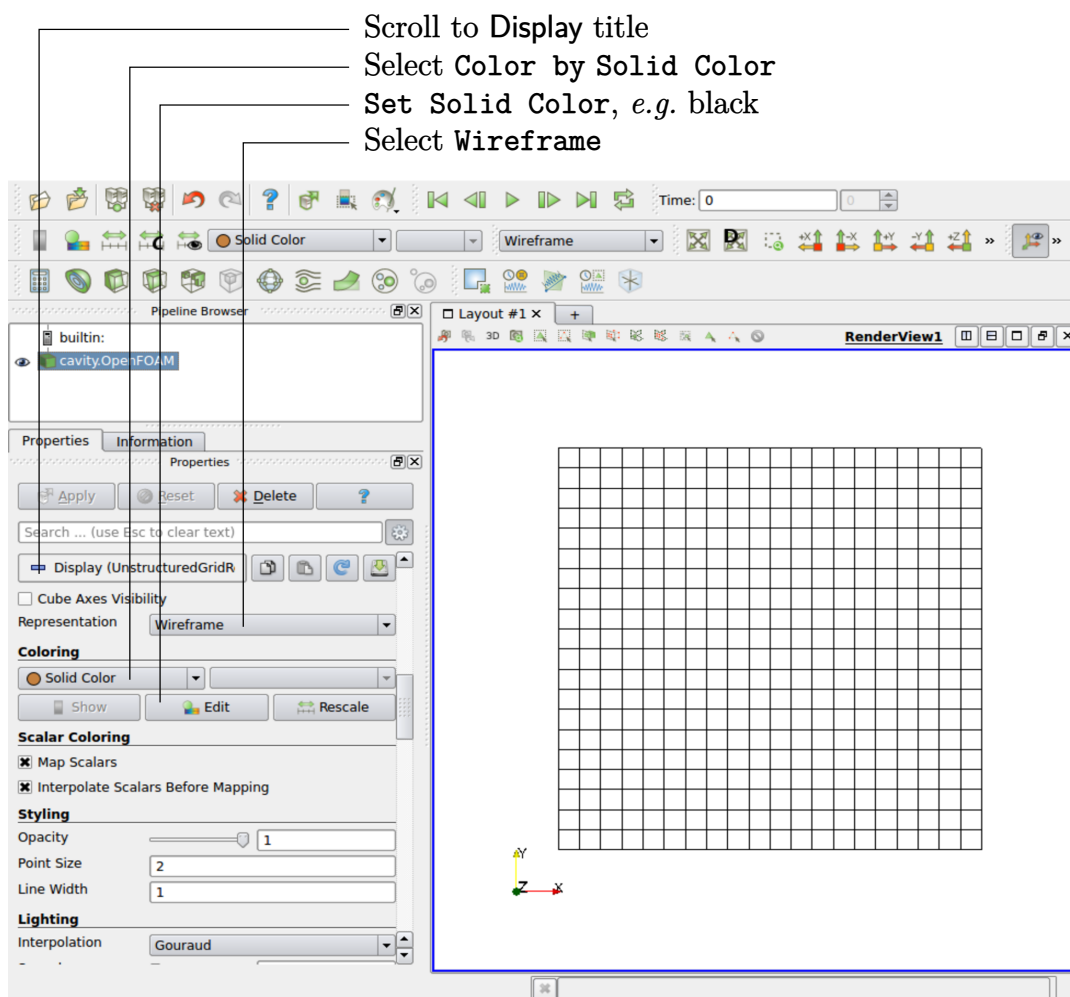 Scroll to Display title
Select Color by Solid Color
Set Solid Color, e.g. black
Select Wireframe
Time: 0 0
Solid Color Wireframe +X -X +Y -Y +Z » »
D
Pipeline Browser
Layout #1 +
builtin:
3D RenderView1
cavity.OpenFOAM
Properties Information
Properties
Apply Reset Delete ?
Search ... (use Esc to clear text)
Display (UnstructuredGridR
Cube Axes Visibility
Representation Wireframe
Coloring
Solid Color
Show Edit Rescale
Scalar Coloring
Map Scalars
Interpolate Scalars Before Mapping
Styling
Opacity 1
Point Size 2
Line Width 1
Lighting
Interpolation Gouraud
Y
Z X